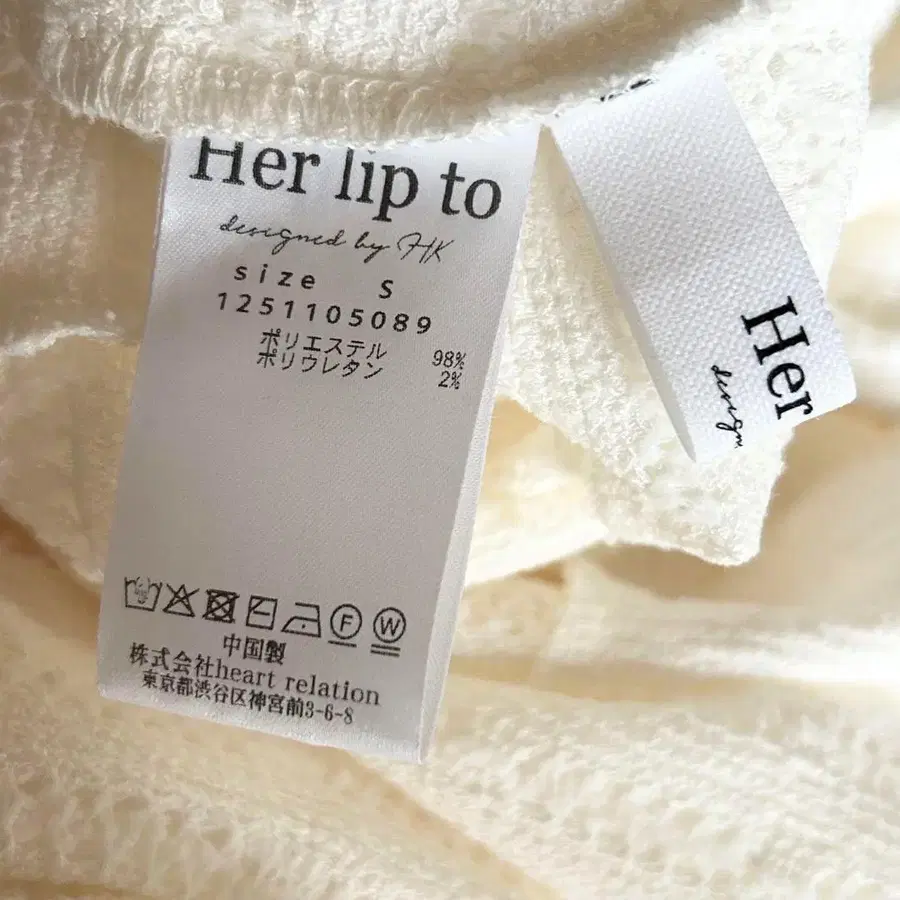 Her lip to
designed by HK
size S
1251105089
ポリエステル 98%
ポリウレタン 2%
F W
中国製
株式会社heart relation
東京都渋谷区神宮前3-6-8
Her